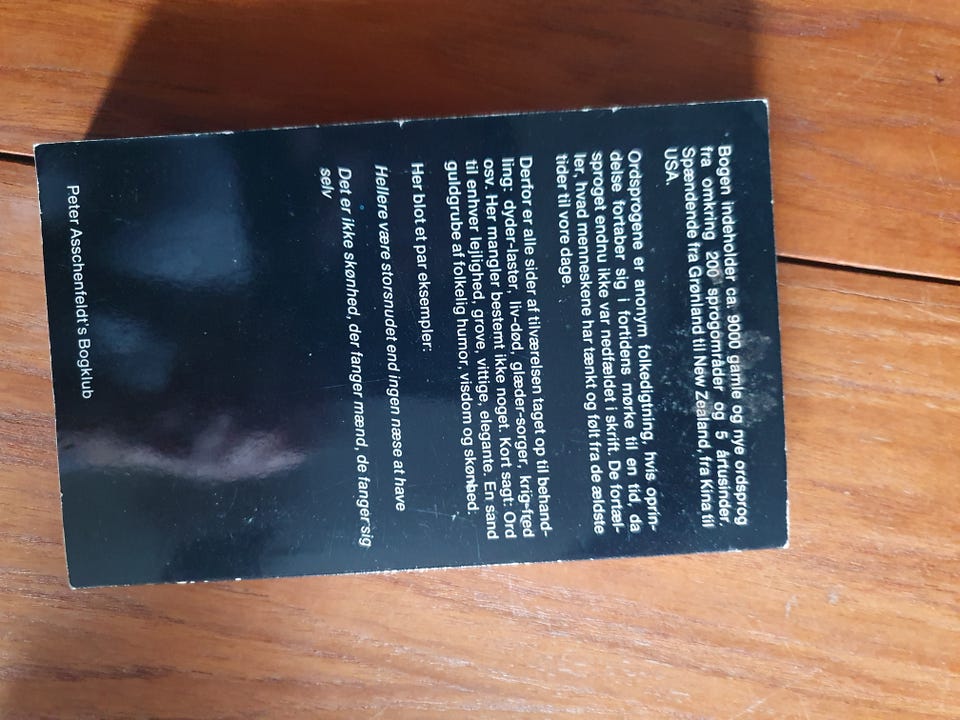 Bogen indeholder ca. 9000 gamle og nye ordsprog
fra omkring 200 sprogområder og 5 årtusinder.
Spændende fra Grønland til New Zealand, fra Kina til
USA.
Ordsprogene er anonym folkedigtning, hvis oprin-
delse fortaber sig i fortidens mørke til en tid, da
sproget endnu ikke var nedfældet i skrift. De fortæl-
ler, hvad menneskene har tænkt og følt fra de ældste
tider til vore dage.
Derfor er alle sider af tilværelsen taget op til behand-
ling: dyder-laster, liv-død, glæder-sorger, krig-fred
osv. Her mangler bestemt ikke noget. Kort sagt: Ord
til enhver lejlighed, grove, vittige, elegante. En sand
guldgrube af folkelig humor, visdom og skønhed.
Her blot et par eksempler:
Hellere være storsnudet end ingen næse at have
Det er ikke skønhed, der fanger mænd, de fanger sig
selv
Peter Asschenfeldt's Bogklub